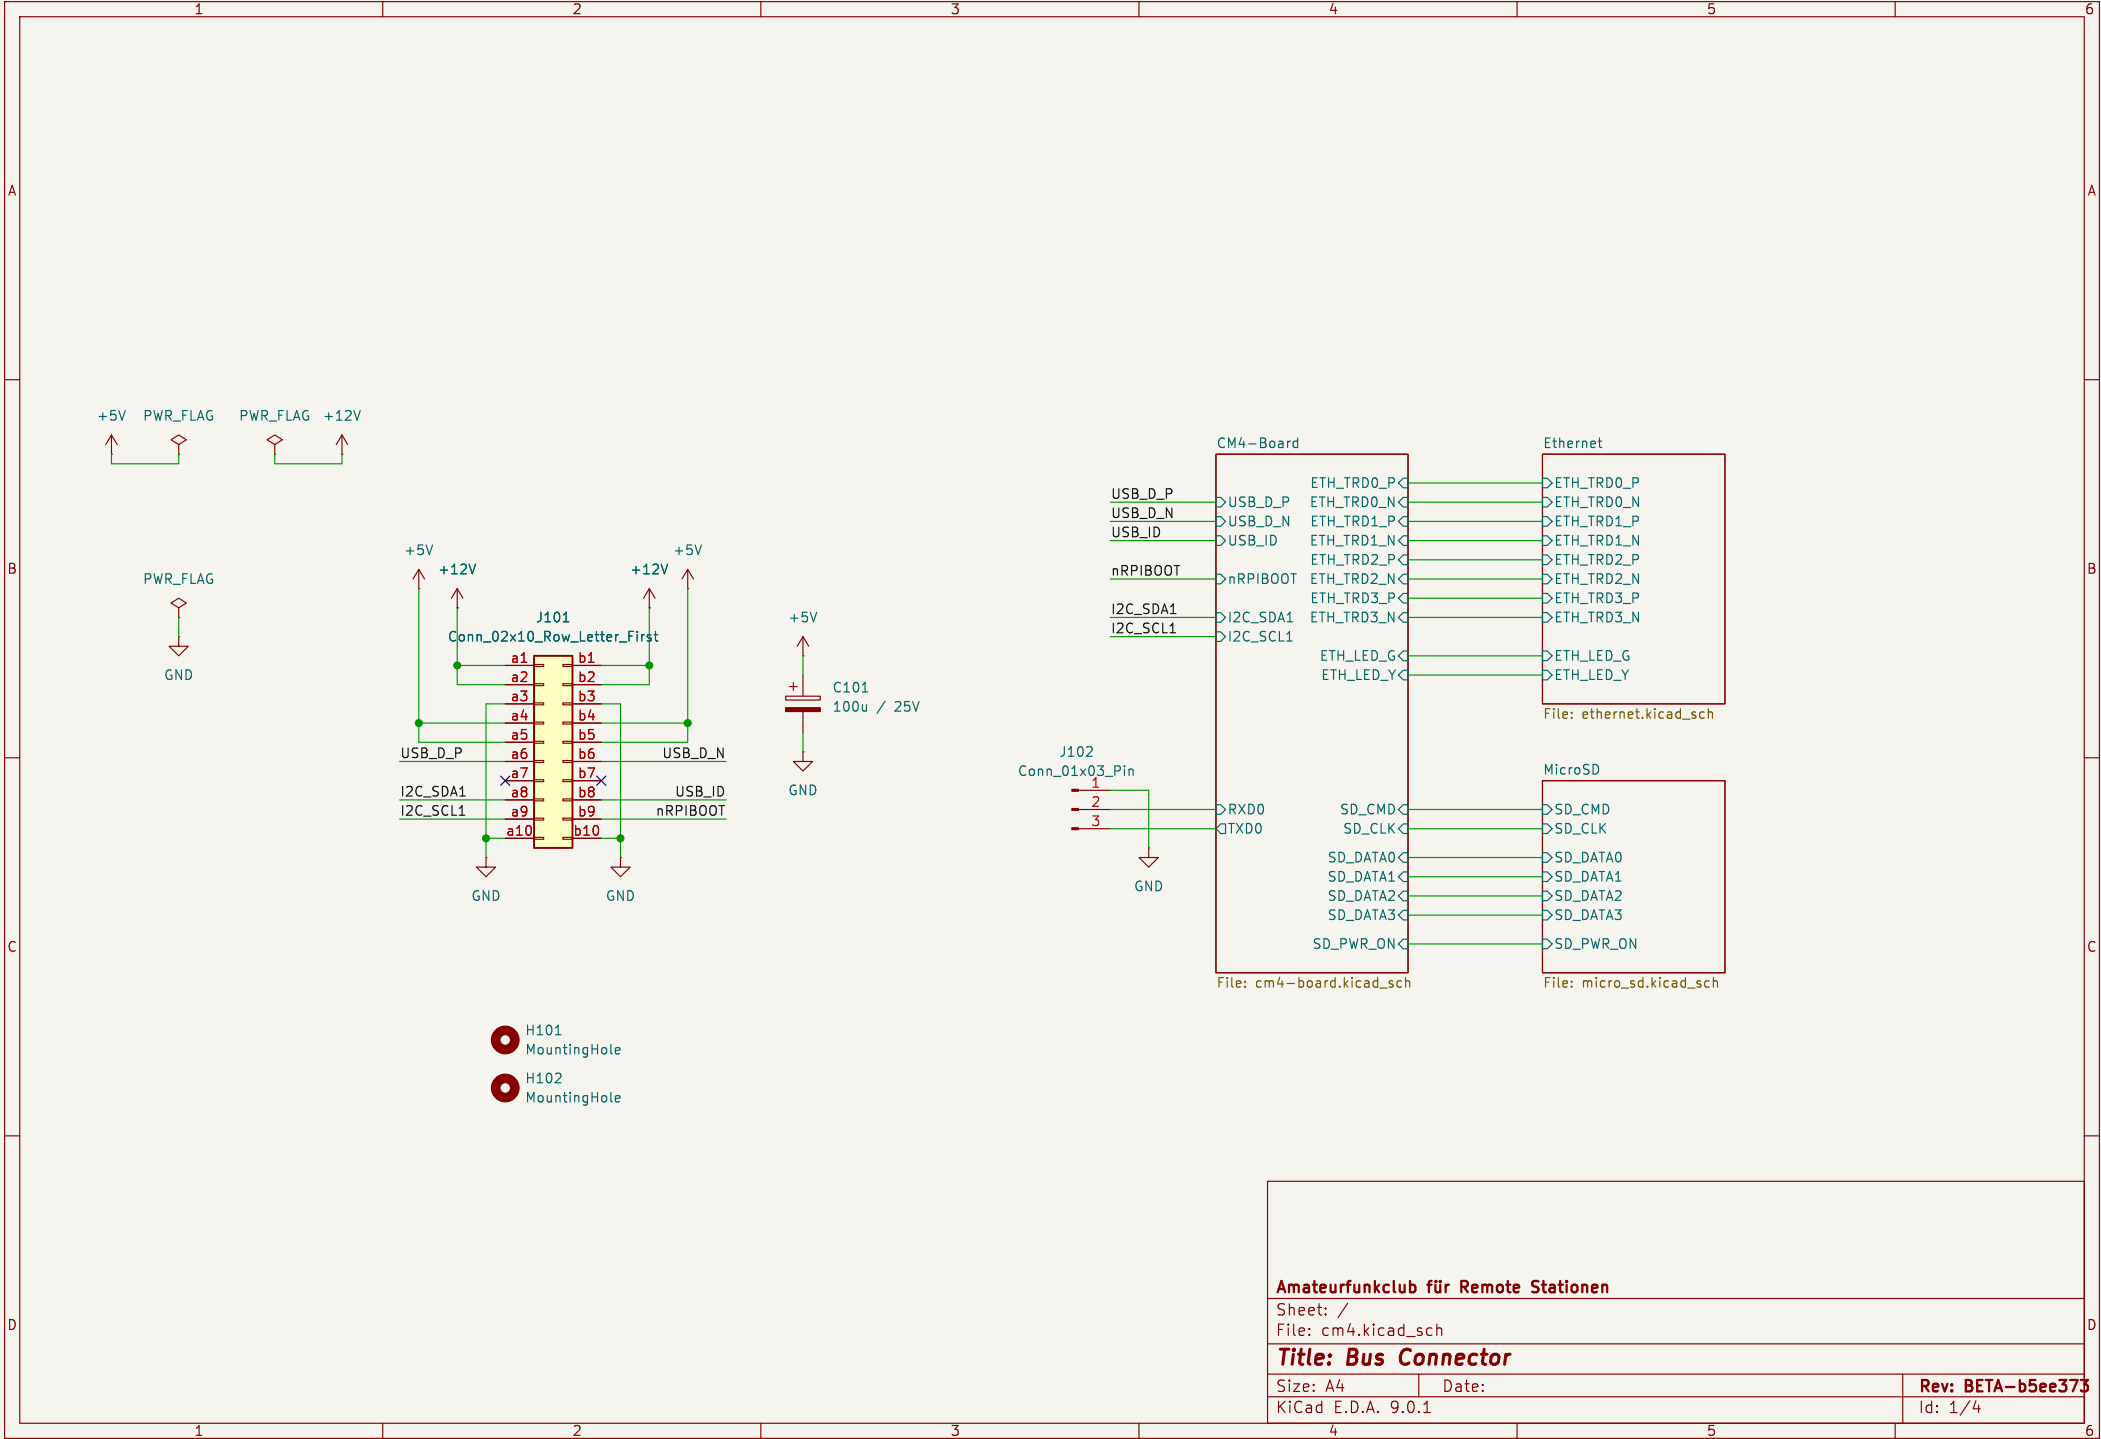 1 2 3 4 5 6
A A
+5V PWR_FLAG PWR_FLAG +12V
PWR_FLAG
GND
B B
+5V +5V
+12V +12V
J101
Conn_02x10_Row_Letter_First
a1 b1
a2 b2
a3 b3
a4 b4
a5 b5
USB_D_P a6 b6 USB_D_N
a7 b7
I2C_SDA1 a8 b8 USB_ID
I2C_SCL1 a9 b9 nRPIBOOT
a10 b10
GND GND
+5V
+
C101
100u / 25V
GND
H101
MountingHole
H102
MountingHole
CM4-Board
USB_D_P USB_D_P
USB_D_N USB_D_N
USB_ID USB_ID
nRPIBOOT nRPIBOOT
I2C_SDA1 I2C_SDA1
I2C_SCL1 I2C_SCL1
J102
Conn_01x03_Pin
1
2 RXD0
3 TXD0
GND
ETH_TRD0_P
ETH_TRD0_N
ETH_TRD1_P
ETH_TRD1_N
ETH_TRD2_P
ETH_TRD2_N
ETH_TRD3_P
ETH_TRD3_N
ETH_LED_G
ETH_LED_Y
SD_CMD
SD_CLK
SD_DATA0
SD_DATA1
SD_DATA2
SD_DATA3
SD_PWR_ON
File: cm4-board.kicad_sch
Ethernet
ETH_TRD0_P
ETH_TRD0_N
ETH_TRD1_P
ETH_TRD1_N
ETH_TRD2_P
ETH_TRD2_N
ETH_TRD3_P
ETH_TRD3_N
ETH_LED_G
ETH_LED_Y
File: ethernet.kicad_sch
MicroSD
SD_CMD
SD_CLK
SD_DATA0
SD_DATA1
SD_DATA2
SD_DATA3
SD_PWR_ON
File: micro_sd.kicad_sch
C C
Amateurfunkclub für Remote Stationen
Sheet: /
File: cm4.kicad_sch
Title: Bus Connector
Size: A4 Date: Rev: BETA-b5ee373
KiCad E.D.A. 9.0.1 Id: 1/4
D D
1 2 3 4 5 6